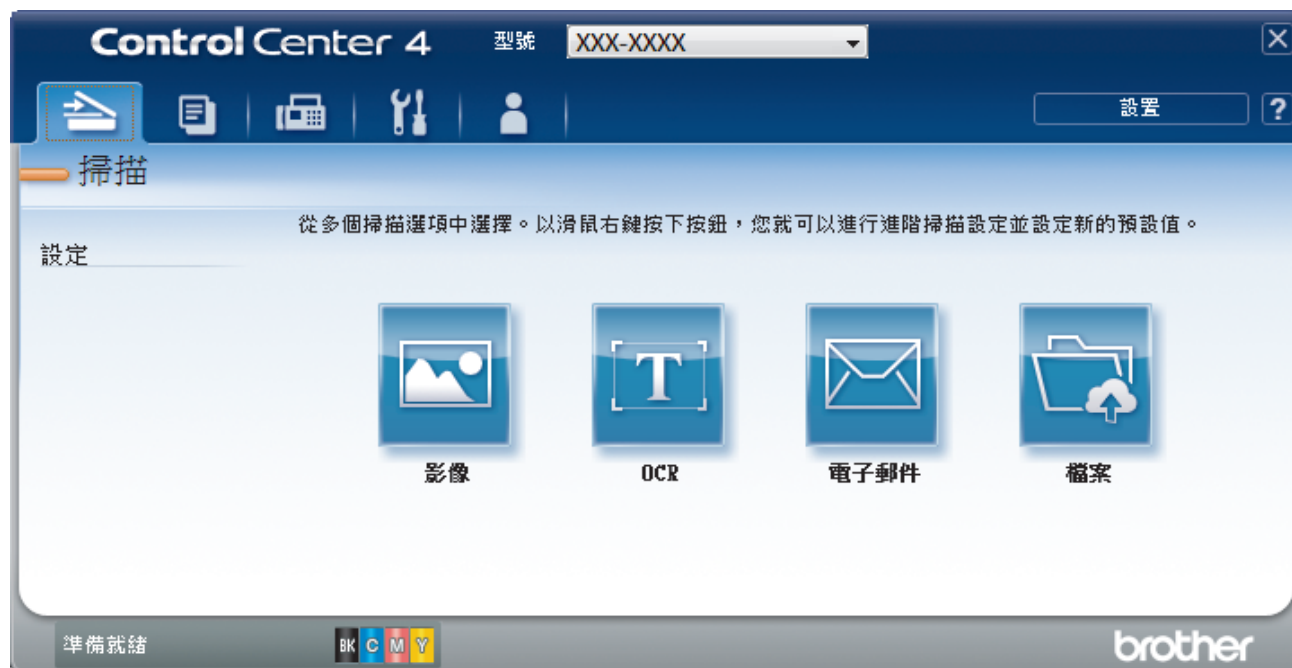 ControlCenter 4 型號 XXX-XXXX
設置 ?
掃描
從多個掃描選項中選擇。以滑鼠右鍵按下按鈕，您就可以進行進階掃描設定並設定新的預設值。
設定
T
影像 OCR 電子郵件 檔案
準備就緒 BK C M Y brother